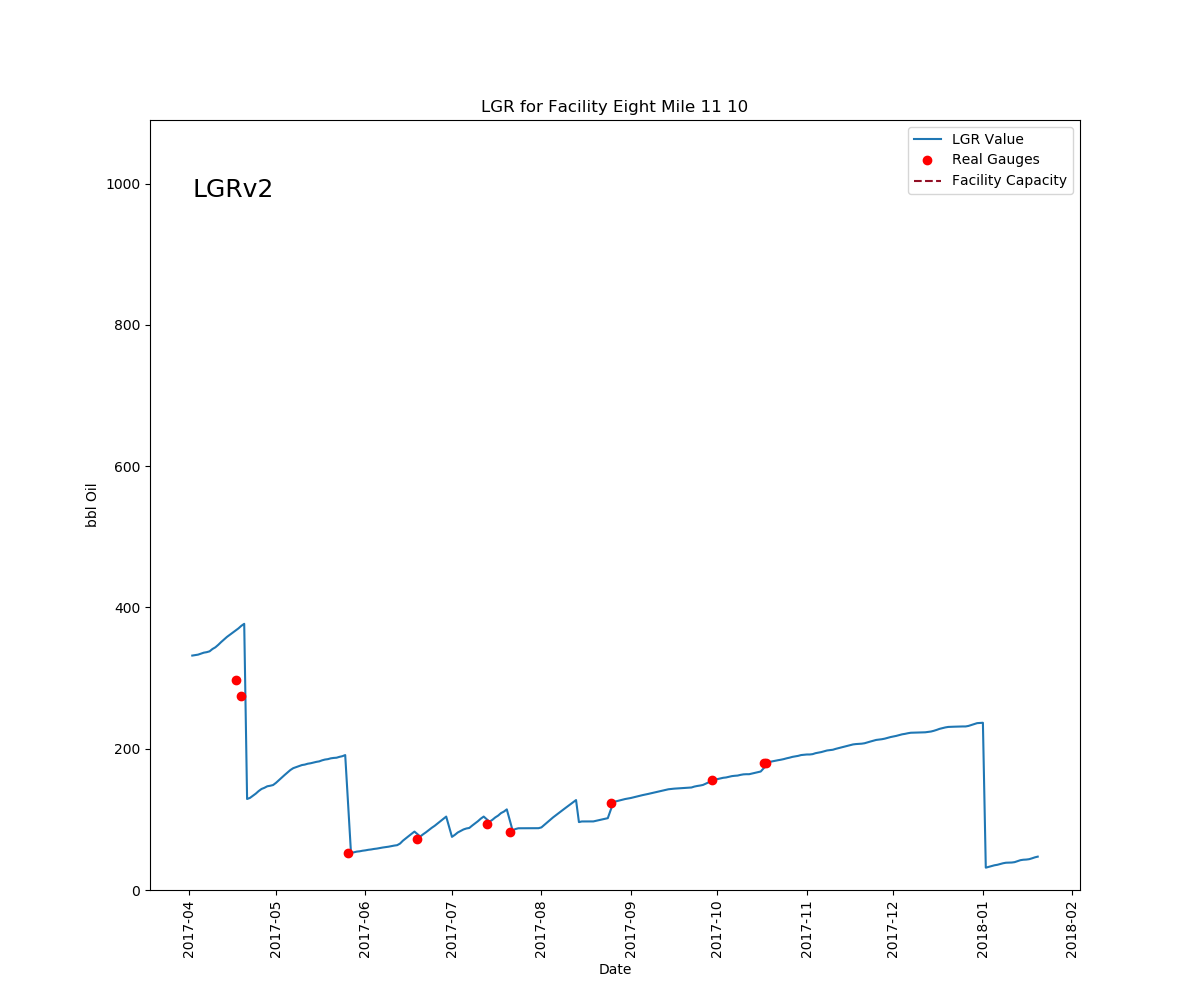 LGR for Facility Eight Mile 11 10
LGRv2
LGR Value
Real Gauges
Facility Capacity
bbl Oil
1000
800
600
400
200
0
2017-04
2017-05
2017-06
2017-07
2017-08
2017-09
2017-10
2017-11
2017-12
2018-01
2018-02
Date